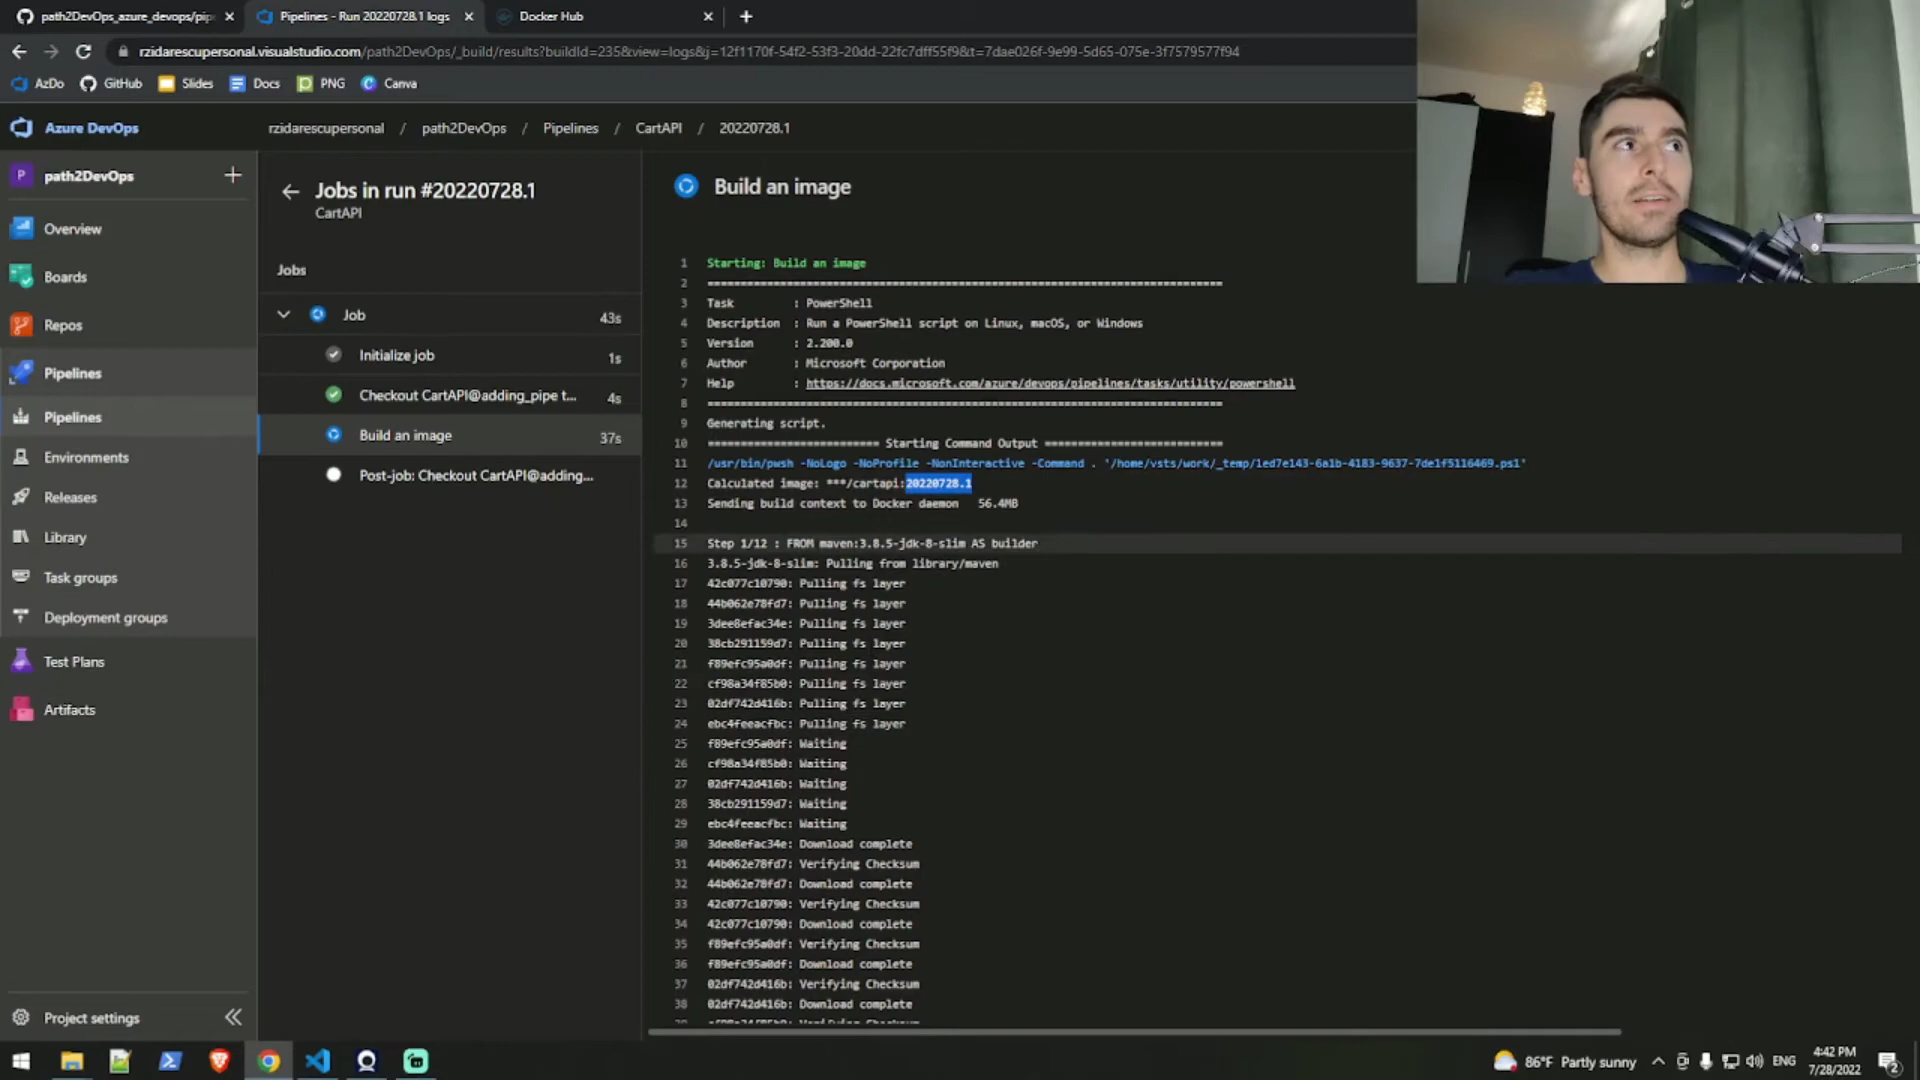 path2DevOps_azure_devops/pip
Pipelines - Run 20220728.1 logs
Docker Hub
rzidarescupersonal.visualstudio.com/path2DevOps/_build/results?buildId=235&view=logs&j=12f1170f-54f2-53f3-20dd-22fc7dff55f9&t=7dae026f-9e99-5d65-075e-3f7579577f94
AzDo GitHub Slides Docs PNG Canva
Azure DevOps
rzidarescupersonal / path2DevOps / Pipelines / CartAPI / 20220728.1
P path2DevOps
Overview
Boards
Repos
Pipelines
Pipelines
Environments
Releases
Library
Task groups
Deployment groups
Test Plans
Artifacts
Project settings
Jobs in run #20220728.1
CartAPI
Jobs
Job 43s
Initialize job 1s
Checkout CartAPI@adding_pipe t... 4s
Build an image 37s
Post-job: Checkout CartAPI@adding...
Build an image
1 Starting: Build an image
2 ==============================================================================
3 Task : PowerShell
4 Description : Run a PowerShell script on Linux, macOS, or Windows
5 Version : 2.200.0
6 Author : Microsoft Corporation
7 Help : https://docs.microsoft.com/azure/devops/pipelines/tasks/utility/powershell
8 ==============================================================================
9 Generating script.
10 ========================== Starting Command Output ===========================
11 /usr/bin/pwsh -NoLogo -NoProfile -NonInteractive -Command . '/home/vsts/work/_temp/1ed7e143-6a1b-4183-9637-7de1f5116469.ps1'
12 Calculated image: ***/cartapi:20220728.1
13 Sending build context to Docker daemon 56.4MB
14
15 Step 1/12 : FROM maven:3.8.5-jdk-8-slim AS builder
16 3.8.5-jdk-8-slim: Pulling from library/maven
17 42c077c10790: Pulling fs layer
18 44b062e78fd7: Pulling fs layer
19 3dee8efac34e: Pulling fs layer
20 38cb291159d7: Pulling fs layer
21 f89efc95a0df: Pulling fs layer
22 cf98a34f85b0: Pulling fs layer
23 02df742d416b: Pulling fs layer
24 ebc4feeacfbc: Pulling fs layer
25 f89efc95a0df: Waiting
26 cf98a34f85b0: Waiting
27 02df742d416b: Waiting
28 38cb291159d7: Waiting
29 ebc4feeacfbc: Waiting
30 3dee8efac34e: Download complete
31 44b062e78fd7: Verifying Checksum
32 44b062e78fd7: Download complete
33 42c077c10790: Verifying Checksum
34 42c077c10790: Download complete
35 f89efc95a0df: Verifying Checksum
36 f89efc95a0df: Download complete
37 02df742d416b: Verifying Checksum
38 02df742d416b: Download complete
86°F Partly sunny
ENG
4:42 PM
7/28/2022
2